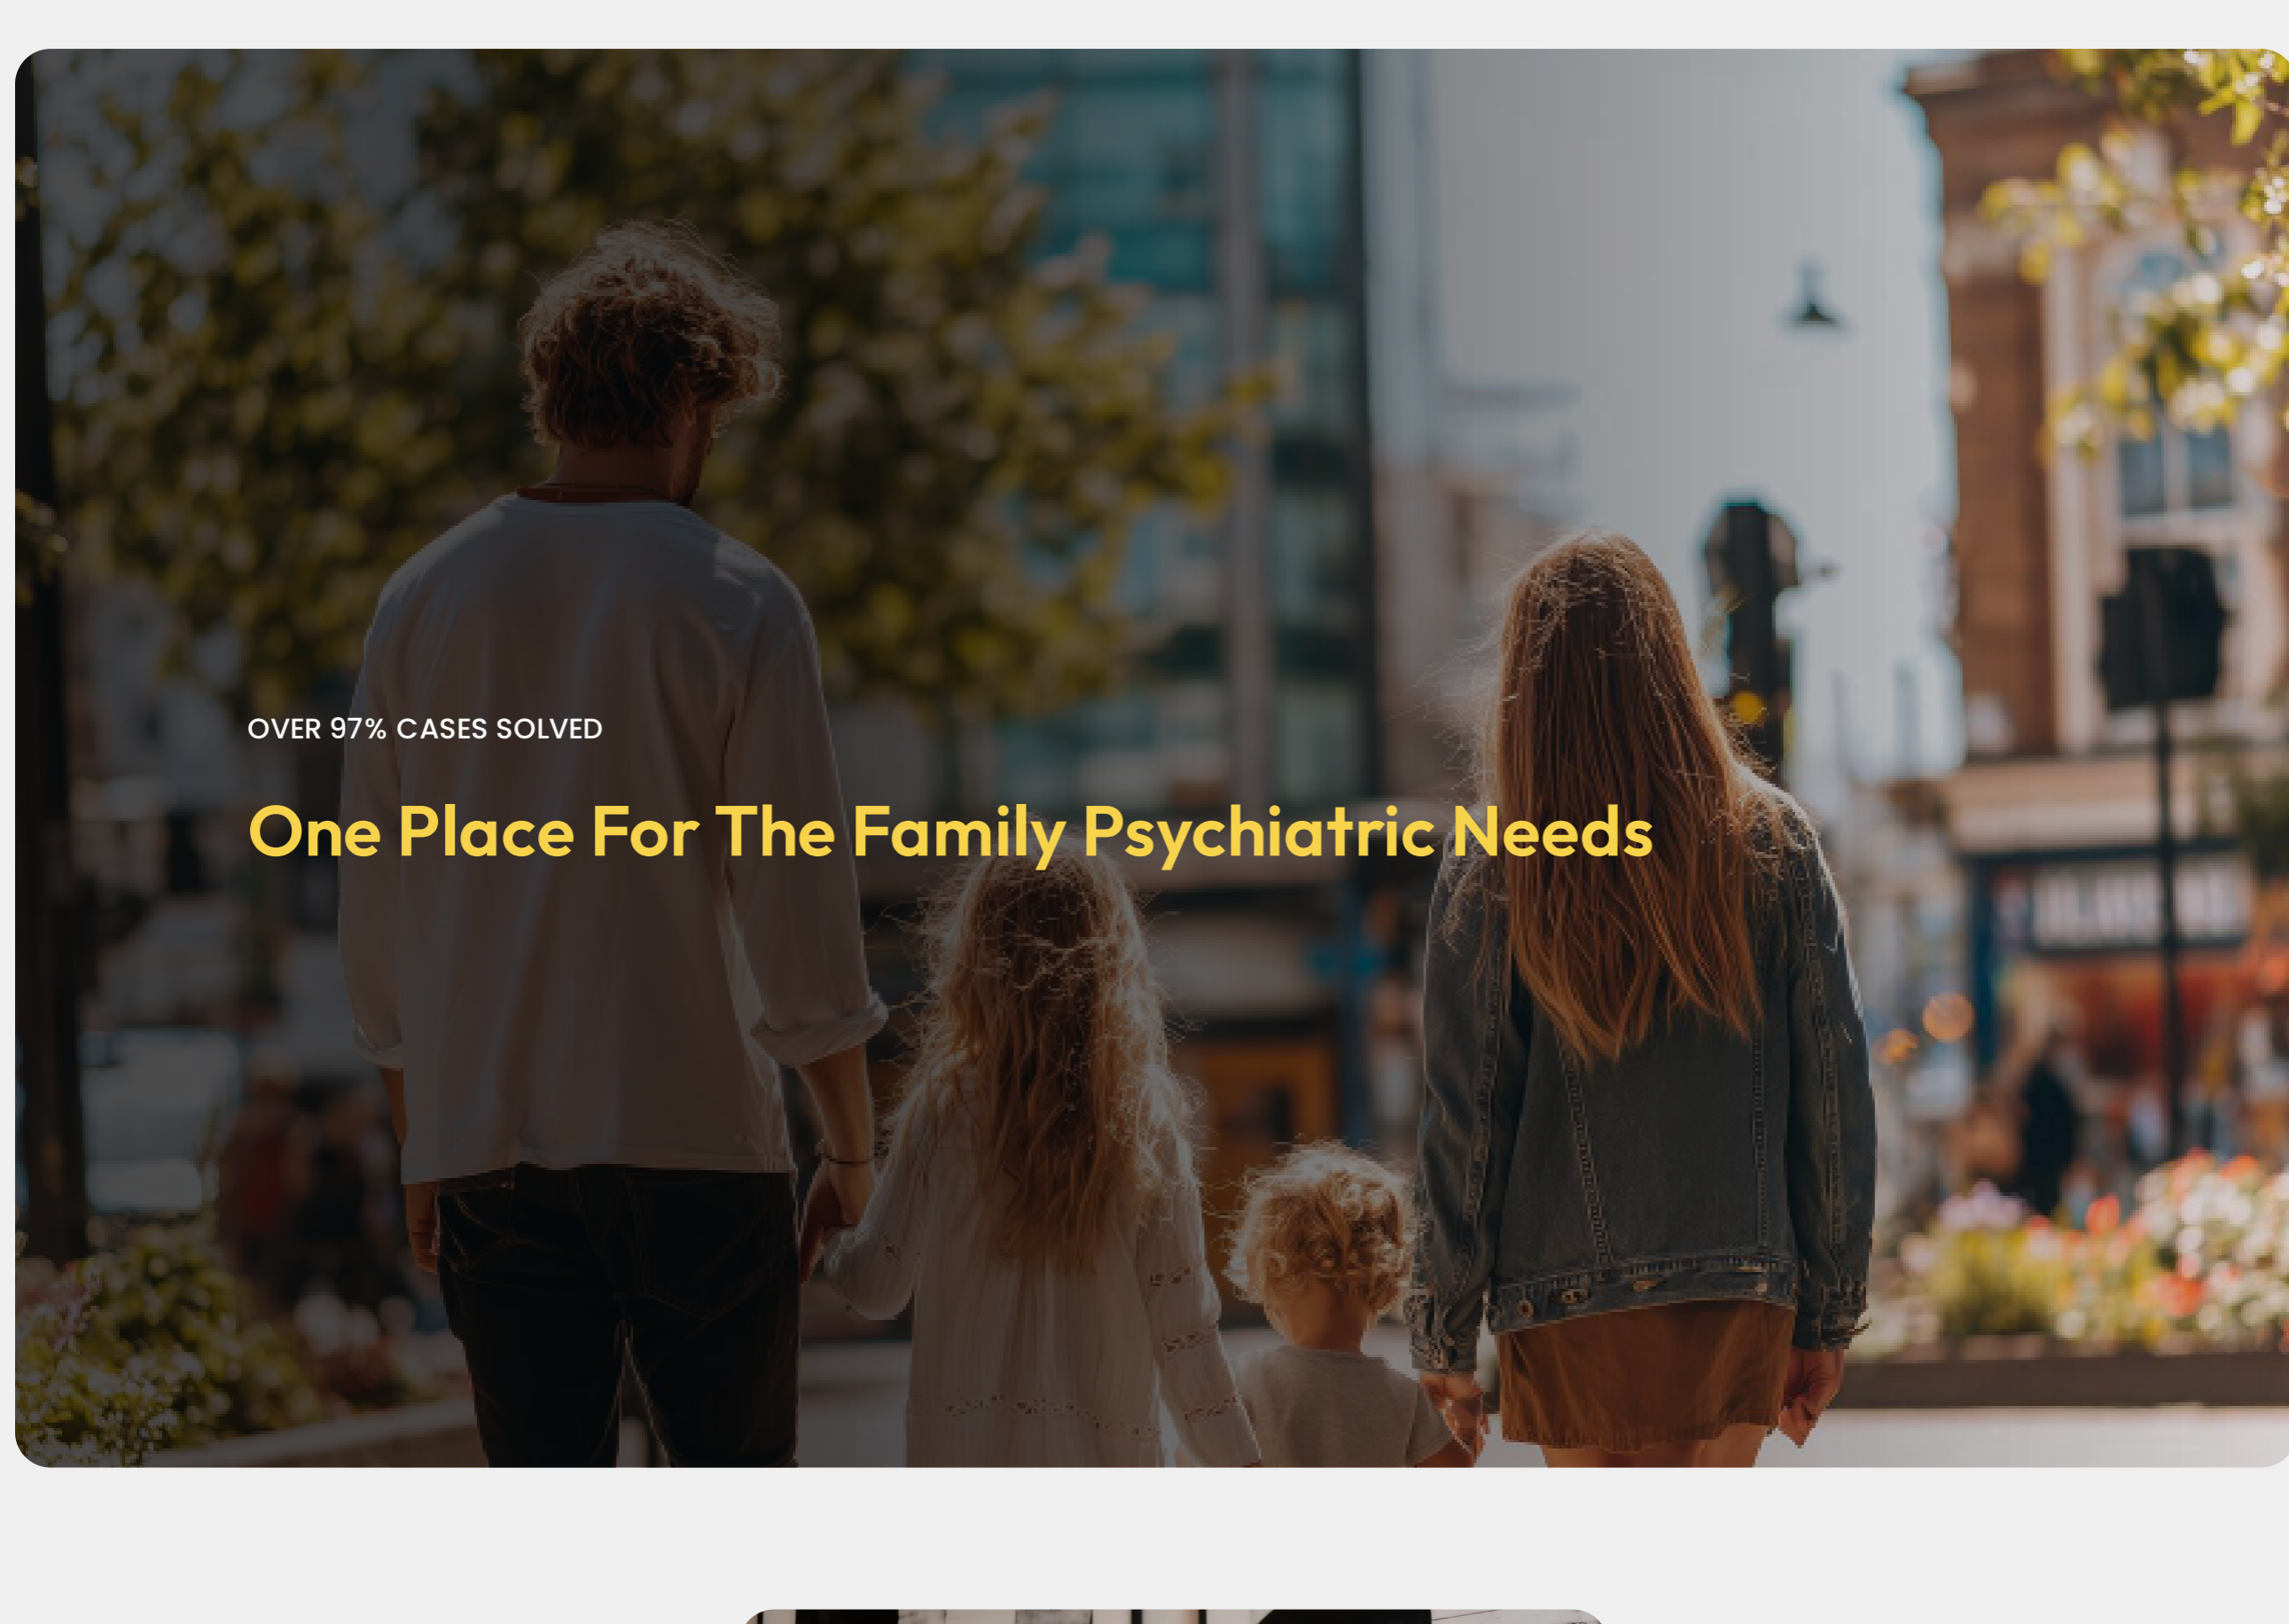 OVER 97% CASES SOLVED
One Place For The Family Psychiatric Needs